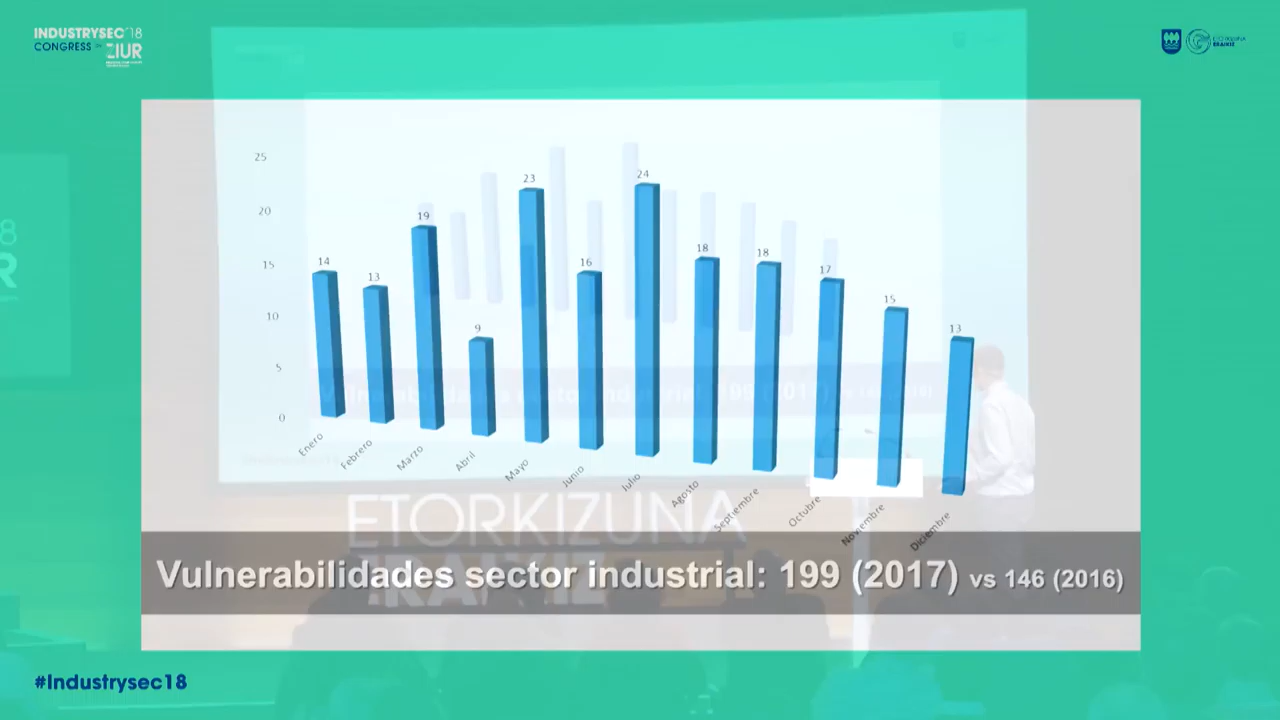 INDUSTRYSEC'18
CONGRESS
ZIUR
25
20
15
10
5
0
14
13
19
9
23
16
24
18
18
17
15
13
Enero
Febrero
Marzo
Abril
Mayo
Junio
Julio
Agosto
Septiembre
Octubre
Noviembre
Diciembre
ETORKIZUNA
ERAIKIZ
Vulnerabilidades sector industrial: 199 (2017) vs 146 (2016)
#Industrysec18